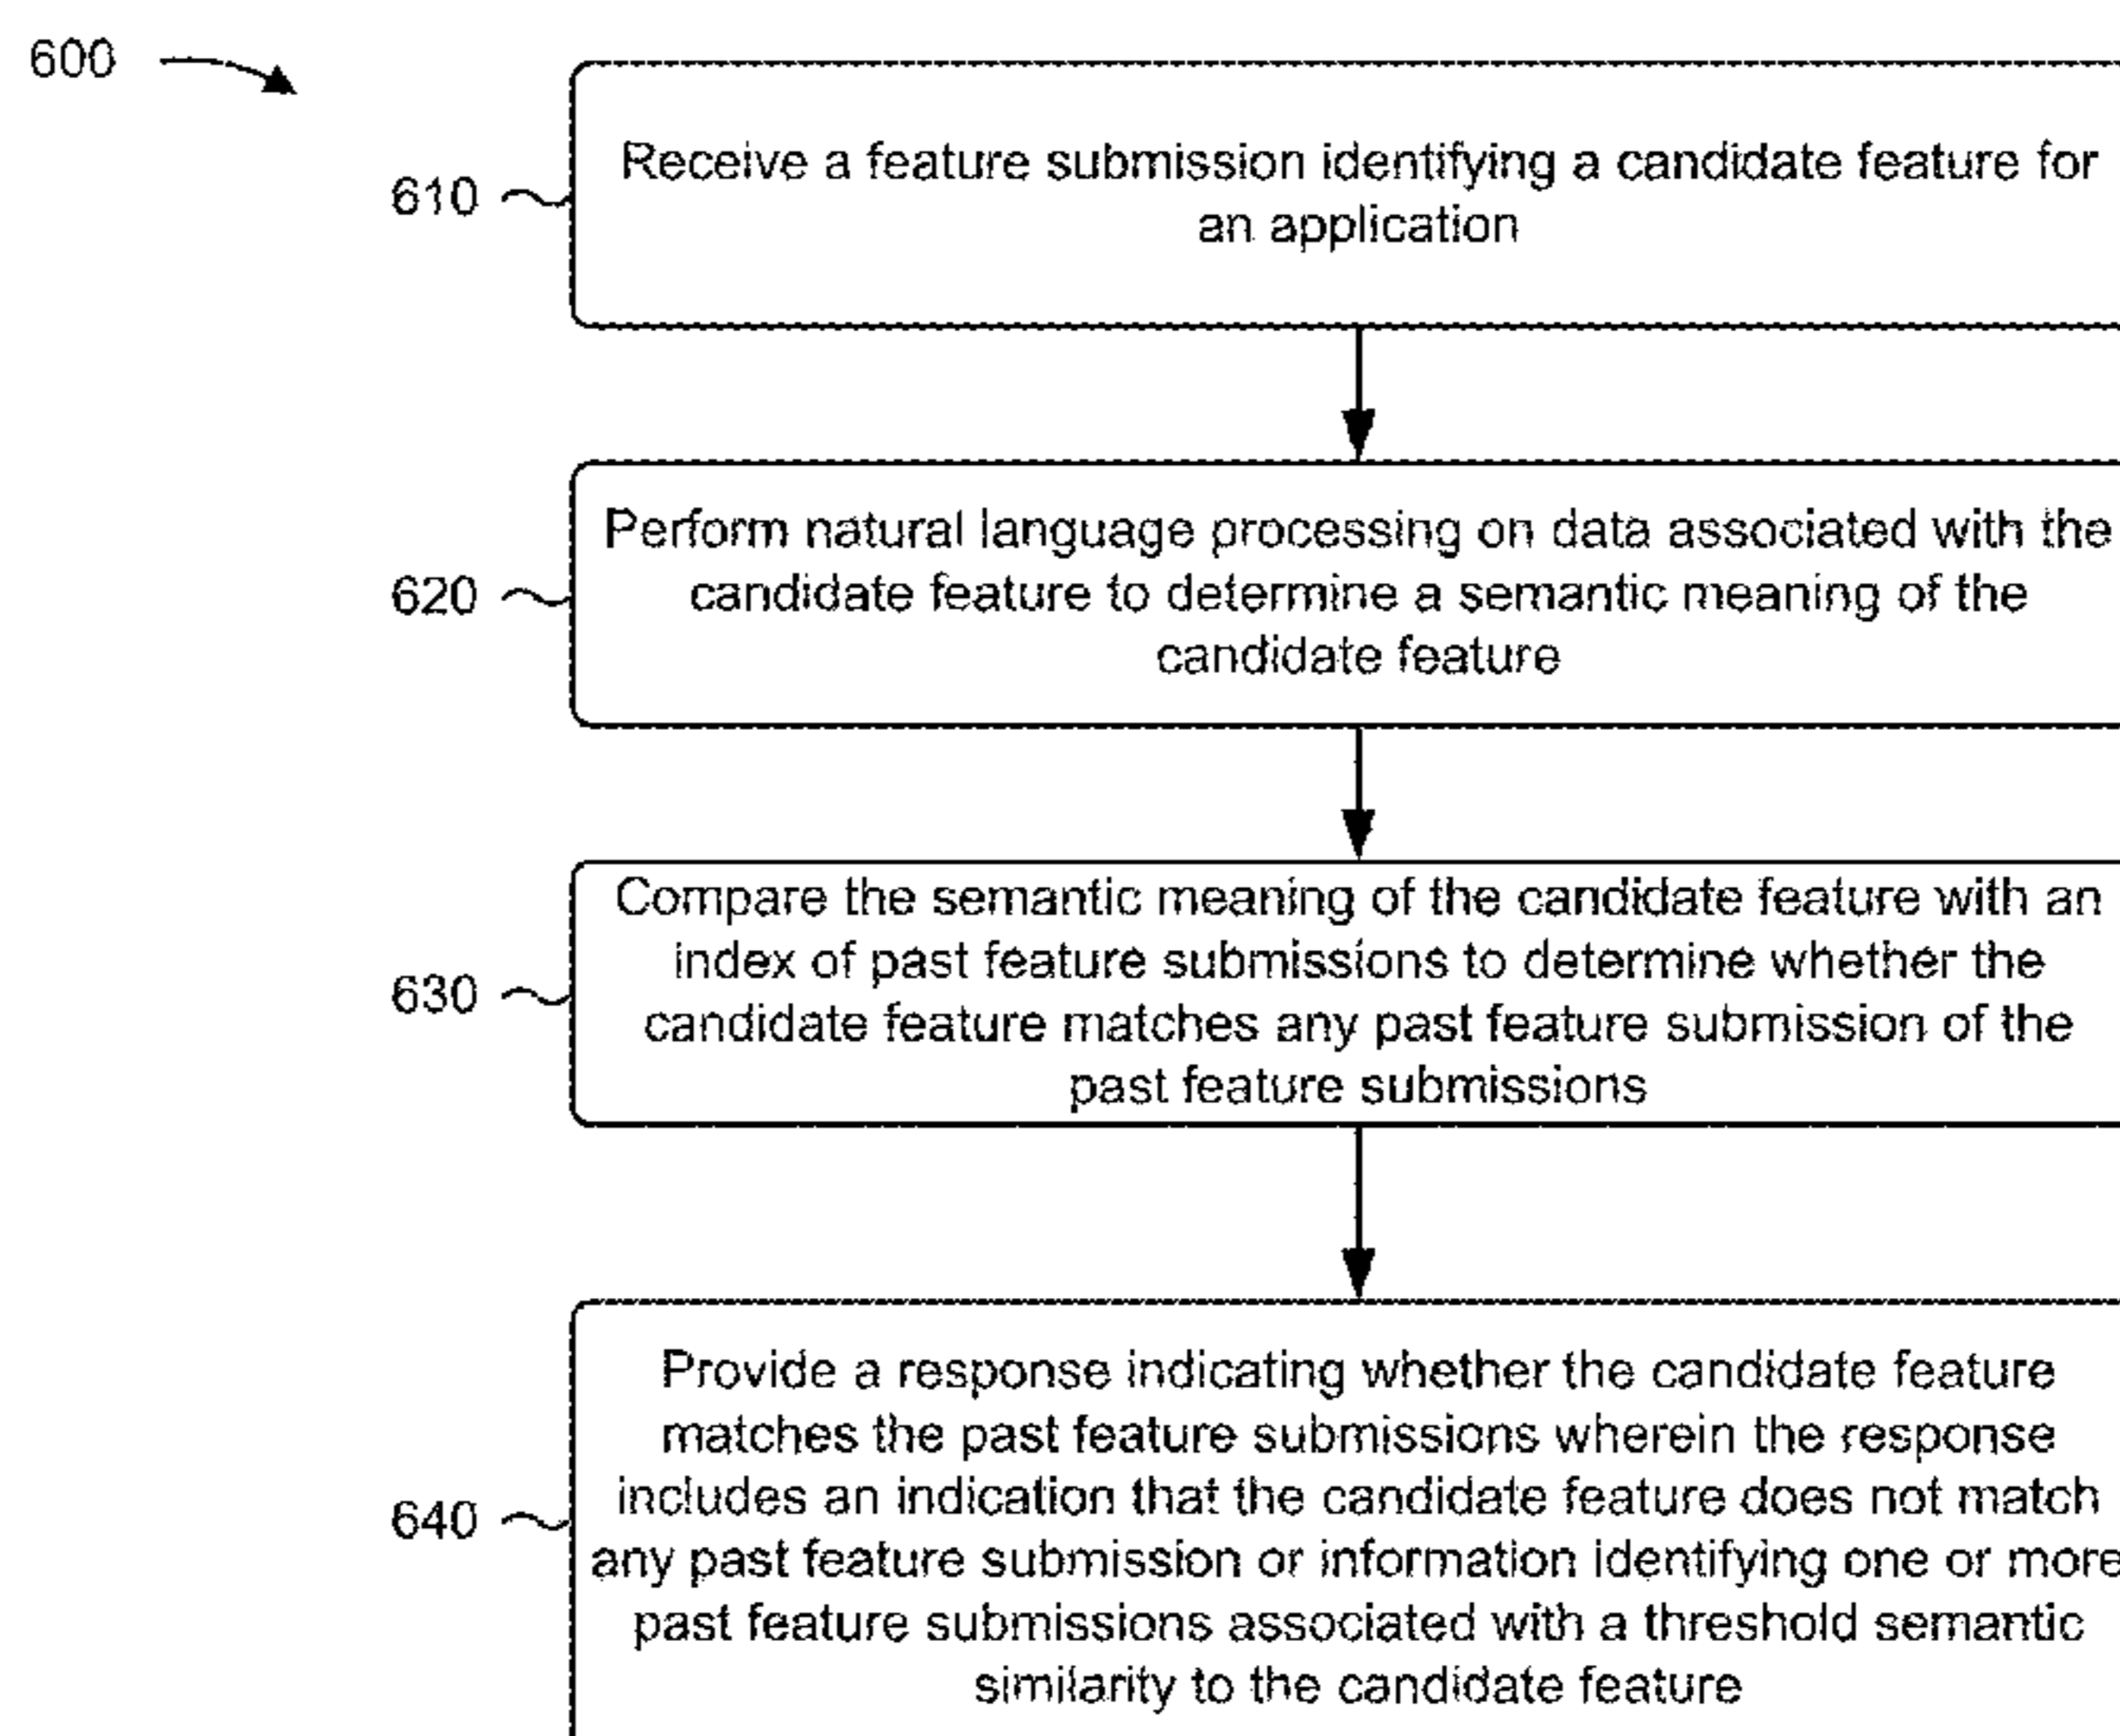 600
610
Receive a feature submission identifying a candidate feature for
an application
620
Perform natural language processing on data associated with the
candidate feature to determine a semantic meaning of the
candidate feature
630
Compare the semantic meaning of the candidate feature with an
index of past feature submissions to determine whether the
candidate feature matches any past feature submission of the
past feature submissions
640
Provide a response indicating whether the candidate feature
matches the past feature submissions wherein the response
includes an indication that the candidate feature does not match
any past feature submission or information identifying one or more
past feature submissions associated with a threshold semantic
similarity to the candidate feature